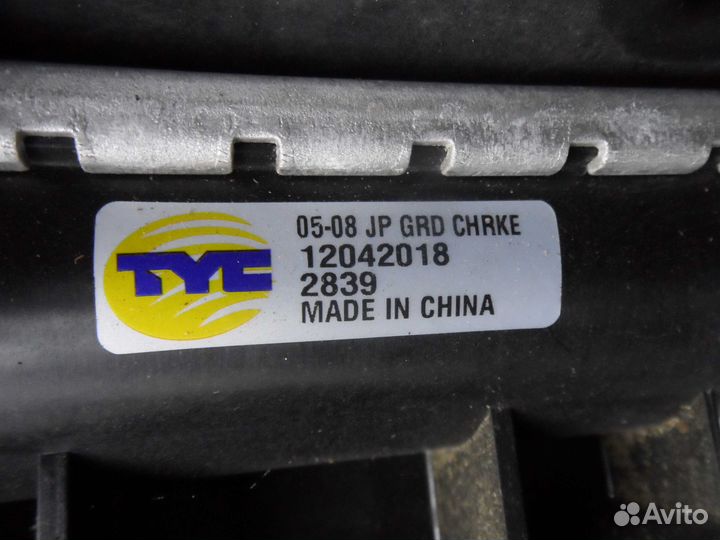 TYC
05-08 JP GRD CHRKE
12042018
2839
MADE IN CHINA
Avito